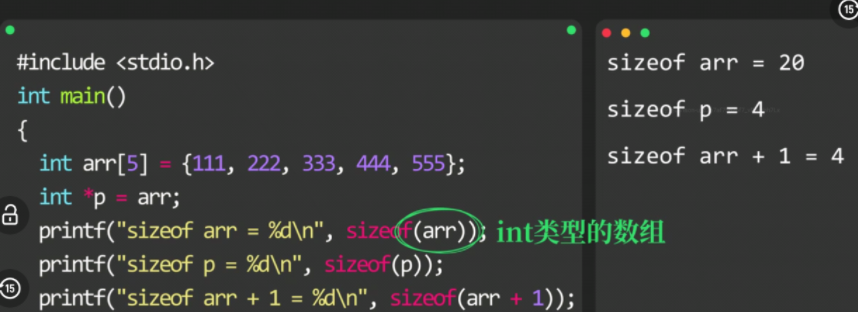 15
#include <stdio.h>
int main()
{
int arr[5] = {111, 222, 333, 444, 555};
int *p = arr;
printf("sizeof arr = %d\n", sizeof(arr)); int类型的数组
printf("sizeof p = %d\n", sizeof(p));
printf("sizeof arr + 1 = %d\n", sizeof(arr + 1));
15
sizeof arr = 20
sizeof p = 4
sizeof arr + 1 = 4